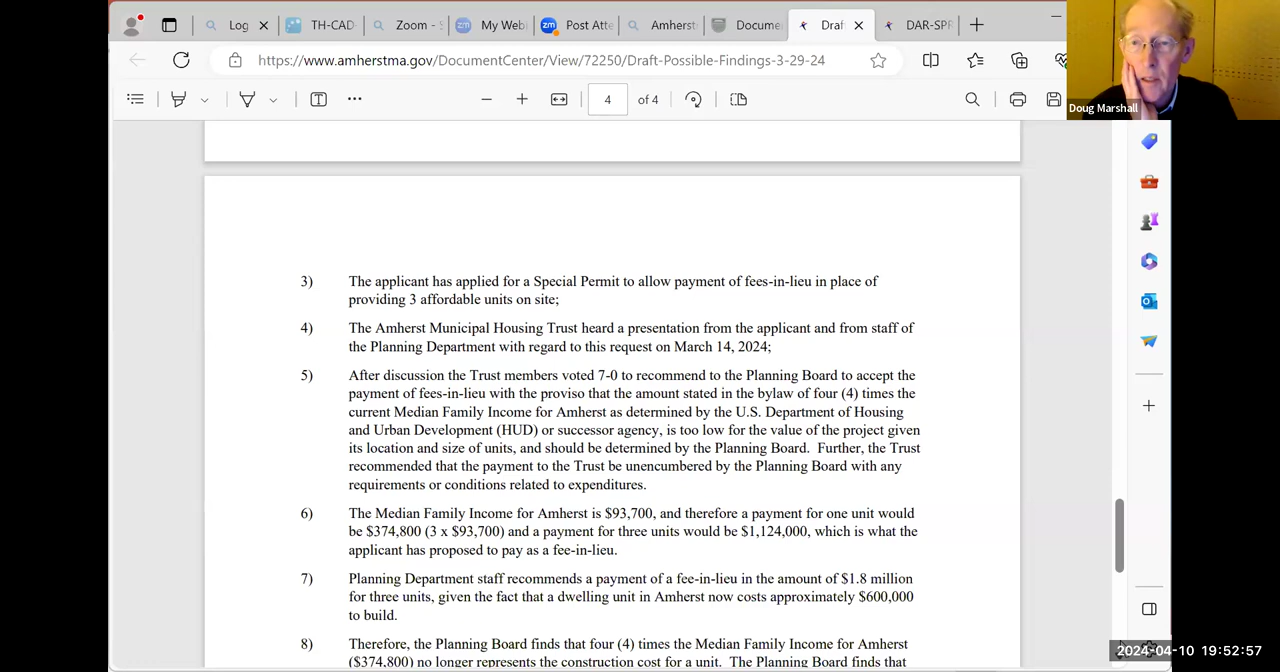 Log
TH-CAD
Zoom - S
My Webi
zm
Post Atte
Amherst
Docume
Draf
DAR-SPR
https://www.amherstma.gov/DocumentCenter/View/72250/Draft-Possible-Findings-3-29-24
4 of 4
Doug Marshall
3) The applicant has applied for a Special Permit to allow payment of fees-in-lieu in place of
providing 3 affordable units on site;
4) The Amherst Municipal Housing Trust heard a presentation from the applicant and from staff of
the Planning Department with regard to this request on March 14, 2024;
5) After discussion the Trust members voted 7-0 to recommend to the Planning Board to accept the
payment of fees-in-lieu with the proviso that the amount stated in the bylaw of four (4) times the
current Median Family Income for Amherst as determined by the U.S. Department of Housing
and Urban Development (HUD) or successor agency, is too low for the value of the project given
its location and size of units, and should be determined by the Planning Board.  Further, the Trust
recommended that the payment to the Trust be unencumbered by the Planning Board with any
requirements or conditions related to expenditures.
6) The Median Family Income for Amherst is $93,700, and therefore a payment for one unit would
be $374,800 (3 x $93,700) and a payment for three units would be $1,124,000, which is what the
applicant has proposed to pay as a fee-in-lieu.
7) Planning Department staff recommends a payment of a fee-in-lieu in the amount of $1.8 million
for three units, given the fact that a dwelling unit in Amherst now costs approximately $600,000
to build.
8) Therefore, the Planning Board finds that four (4) times the Median Family Income for Amherst
($374,800) no longer represents the construction cost for a unit.  The Planning Board finds that
2024-04-10 19:52:57